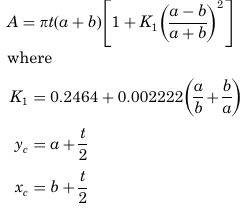 A = πt(a + b)[1 + K₁((a − b)/(a + b))²]
where
K₁ = 0.2464 + 0.002222(a/b + b/a)
y_c = a + t/2
x_c = b + t/2